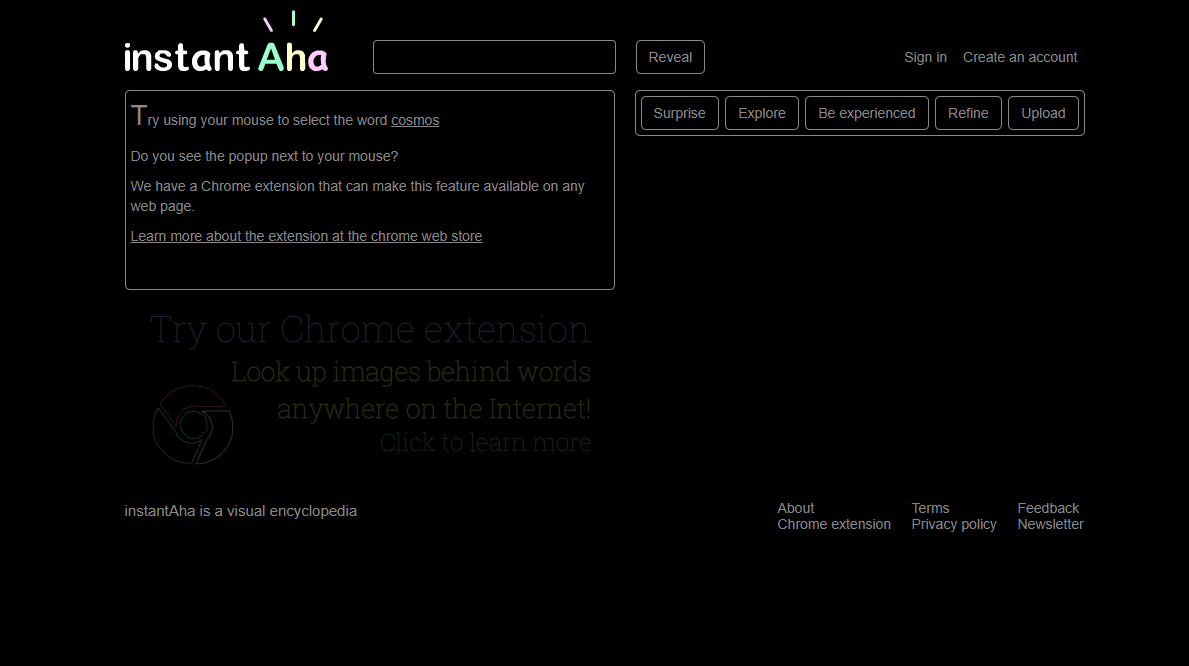 instant Aha
Reveal
Sign in
Create an account
Try using your mouse to select the word cosmos
Do you see the popup next to your mouse?
We have a Chrome extension that can make this feature available on any
web page.
Learn more about the extension at the chrome web store
Surprise
Explore
Be experienced
Refine
Upload
Try our Chrome extension
Look up images behind words
anywhere on the Internet!
Click to learn more
instantAha is a visual encyclopedia
About
Chrome extension
Terms
Privacy policy
Feedback
Newsletter